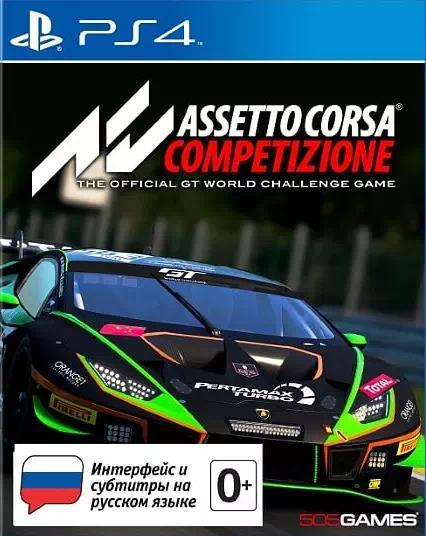 PS4
ASSETTO CORSA®
COMPETIZIONE
THE OFFICIAL GT WORLD CHALLENGE GAME
GT
ORANGE1
PERTAMAX
TURBO
TOTAL
PIRELLI
Интерфейс и
субтитры на
русском языке
0+
505GAMES